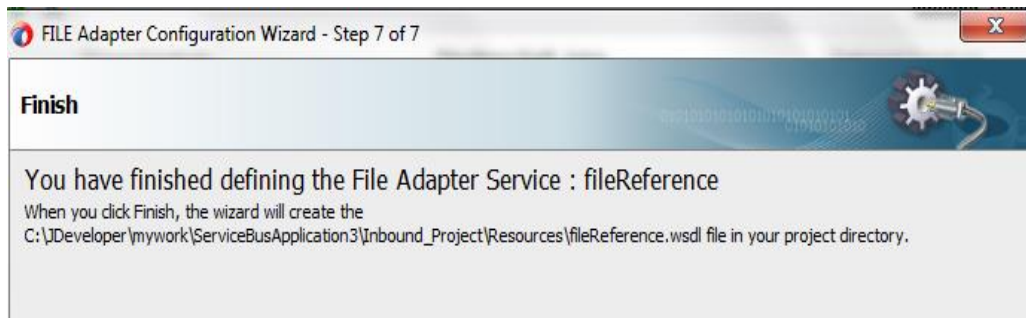 FILE Adapter Configuration Wizard - Step 7 of 7
Finish
You have finished defining the File Adapter Service : fileReference
When you click Finish, the wizard will create the
C:\JDeveloper\mywork\ServiceBusApplication3\Inbound_Project\Resources\fileReference.wsdl file in your project directory.